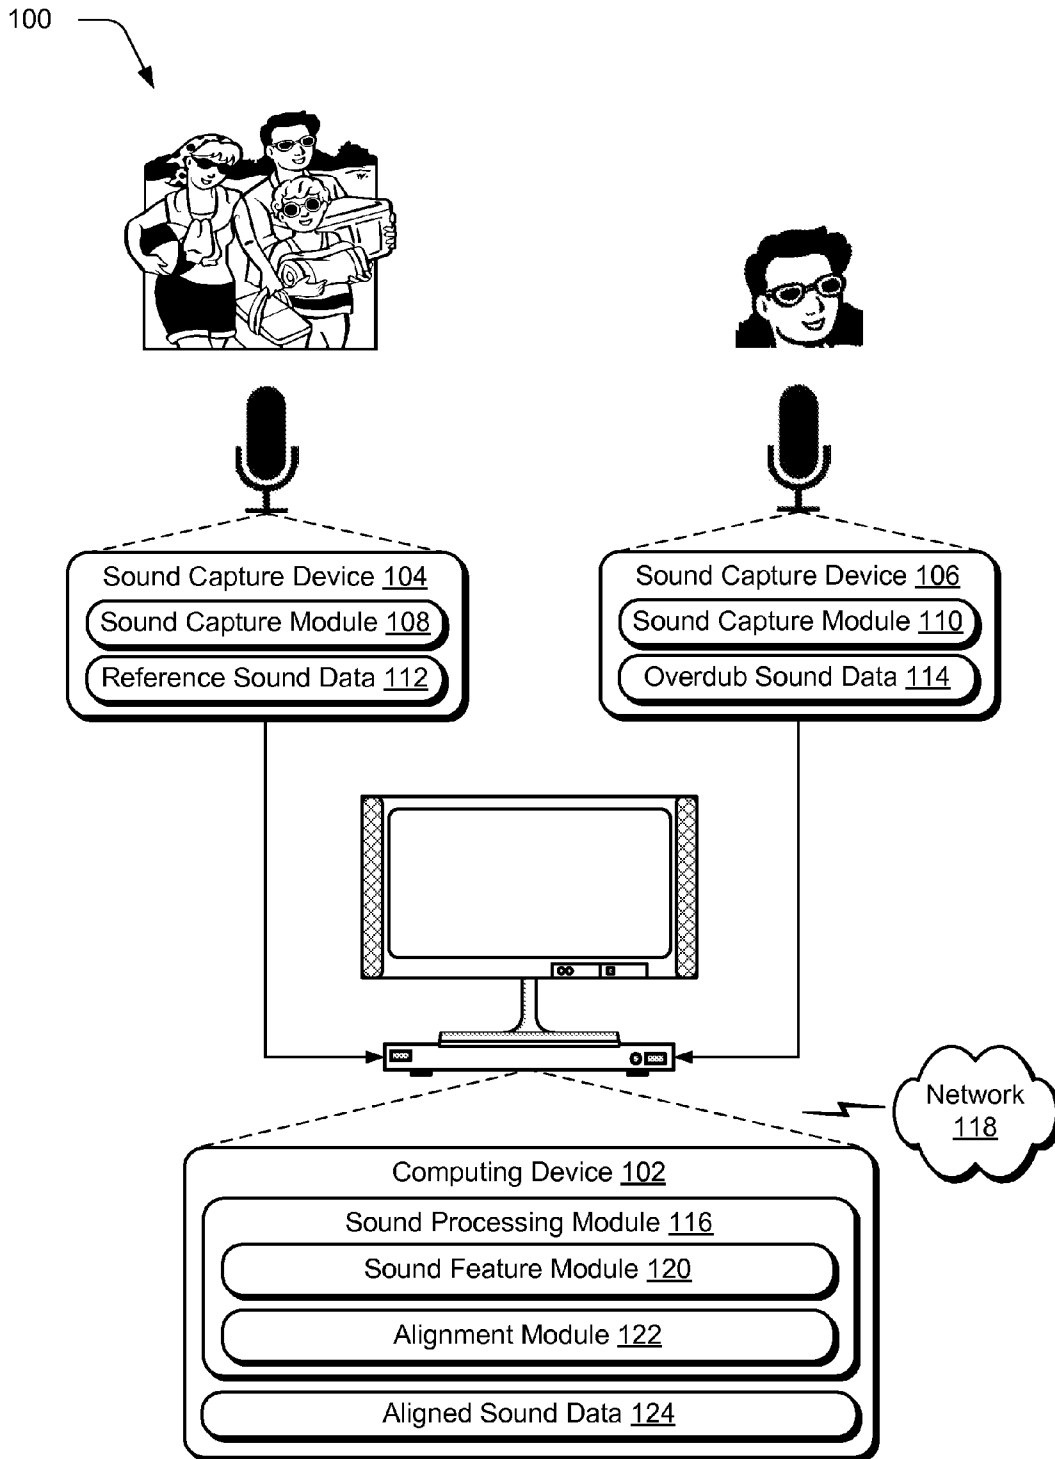 100
Sound Capture Device 104
Sound Capture Module 108
Reference Sound Data 112
Sound Capture Device 106
Sound Capture Module 110
Overdub Sound Data 114
Network
118
Computing Device 102
Sound Processing Module 116
Sound Feature Module 120
Alignment Module 122
Aligned Sound Data 124